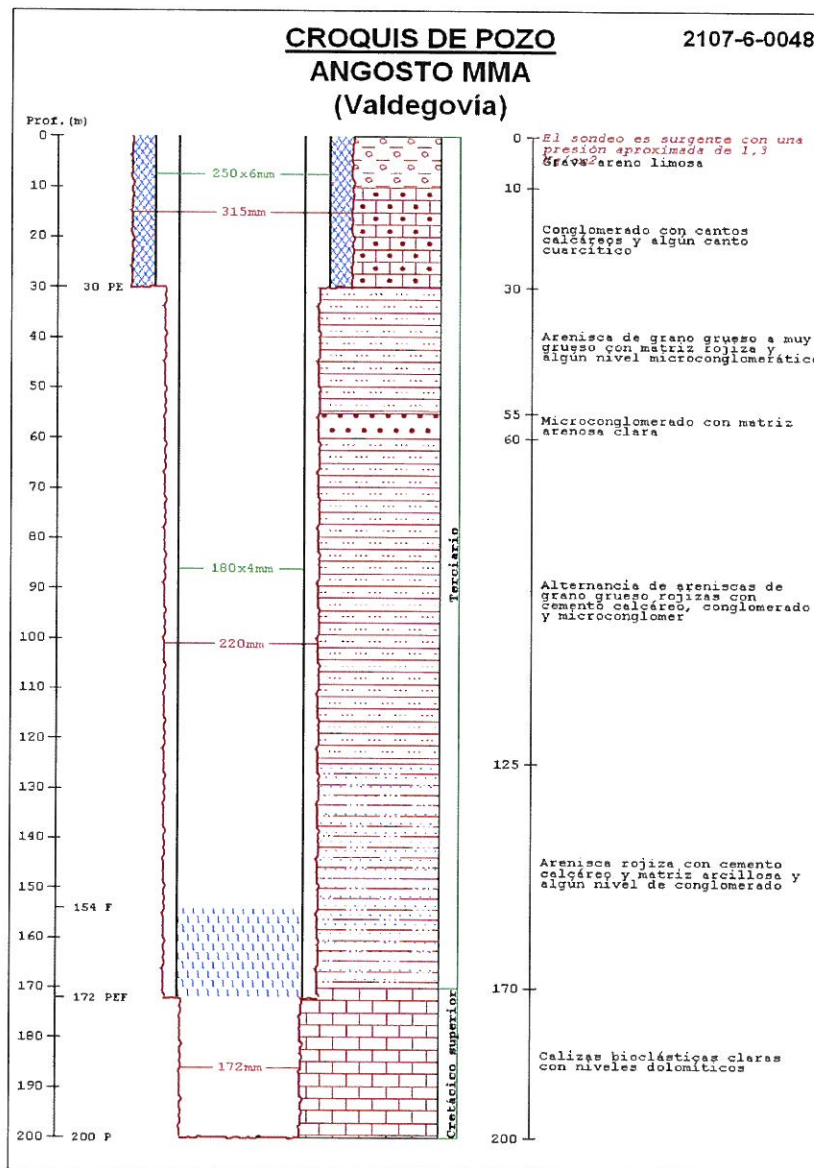 CROQUIS DE POZO
2107-6-0048
ANGOSTO MMA
(Valdegovía)
Prof. (m)
0
10
20
30
40
50
60
70
80
90
100
110
120
130
140
150
160
170
180
190
200
30 PE
154 F
172 PEF
200 P
250x6mm
315mm
180x4mm
220mm
172mm
Terciario
Cretácico superior
0
10
30
55
60
125
170
200
El sondeo es surgente con una
presión aproximada de 1,3
Grava areno limosa
Conglomerado con cantos
calcáreos y algún canto
cuarcítico
Arenisca de grano grueso a muy
grueso con matriz rojiza y
algún nivel microconglomerático
Microconglomerado con matriz
arenosa clara
Alternancia de areniscas de
grano grueso rojizas con
cemento calcáreo, conglomerado
y microconglomer
Arenisca rojiza con cemento
calcáreo y matriz arcillosa y
algún nivel de conglomerado
Calizas bioclásticas claras
con niveles dolomíticos